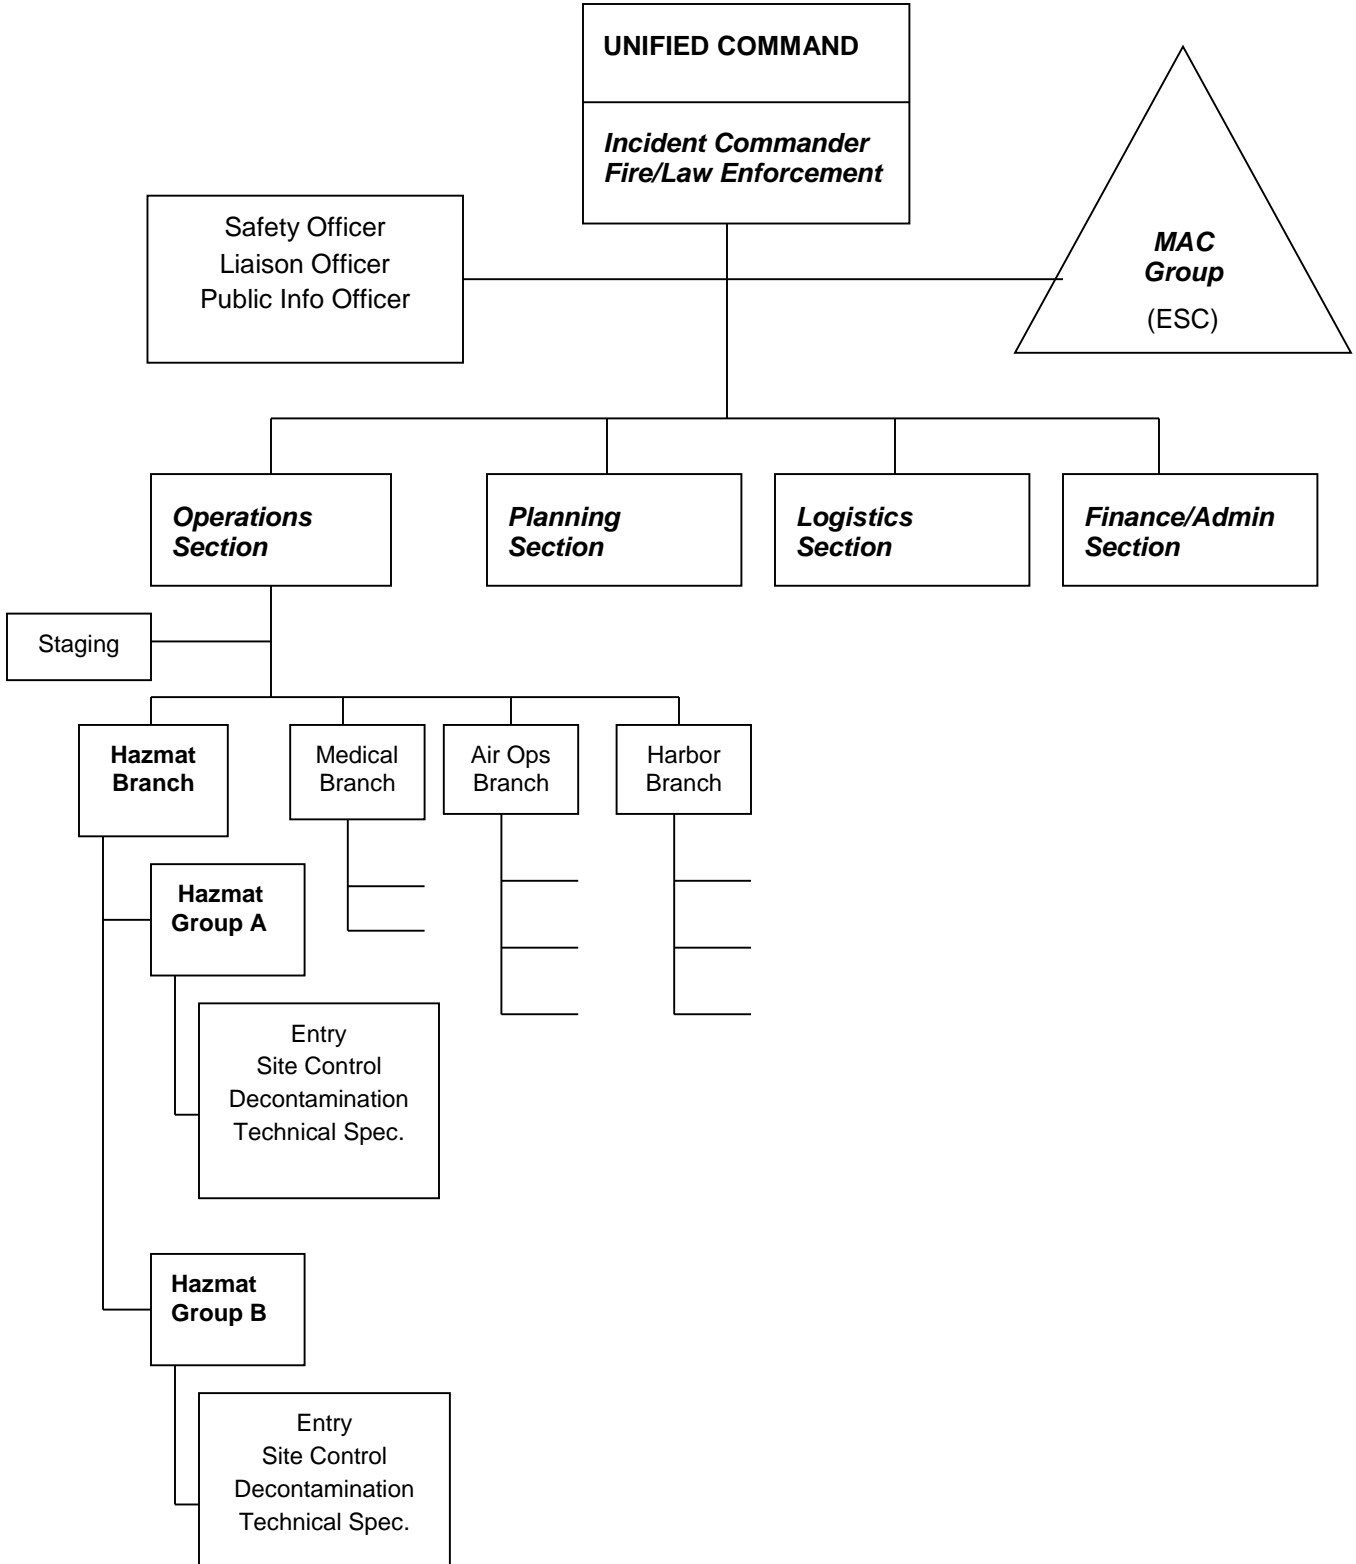 UNIFIED COMMAND
Incident Commander
Fire/Law Enforcement
Safety Officer
Liaison Officer
Public Info Officer
MAC
Group
(ESC)
Operations
Section
Planning
Section
Logistics
Section
Finance/Admin
Section
Staging
Hazmat
Branch
Medical
Branch
Air Ops
Branch
Harbor
Branch
Hazmat
Group A
Entry
Site Control
Decontamination
Technical Spec.
Hazmat
Group B
Entry
Site Control
Decontamination
Technical Spec.